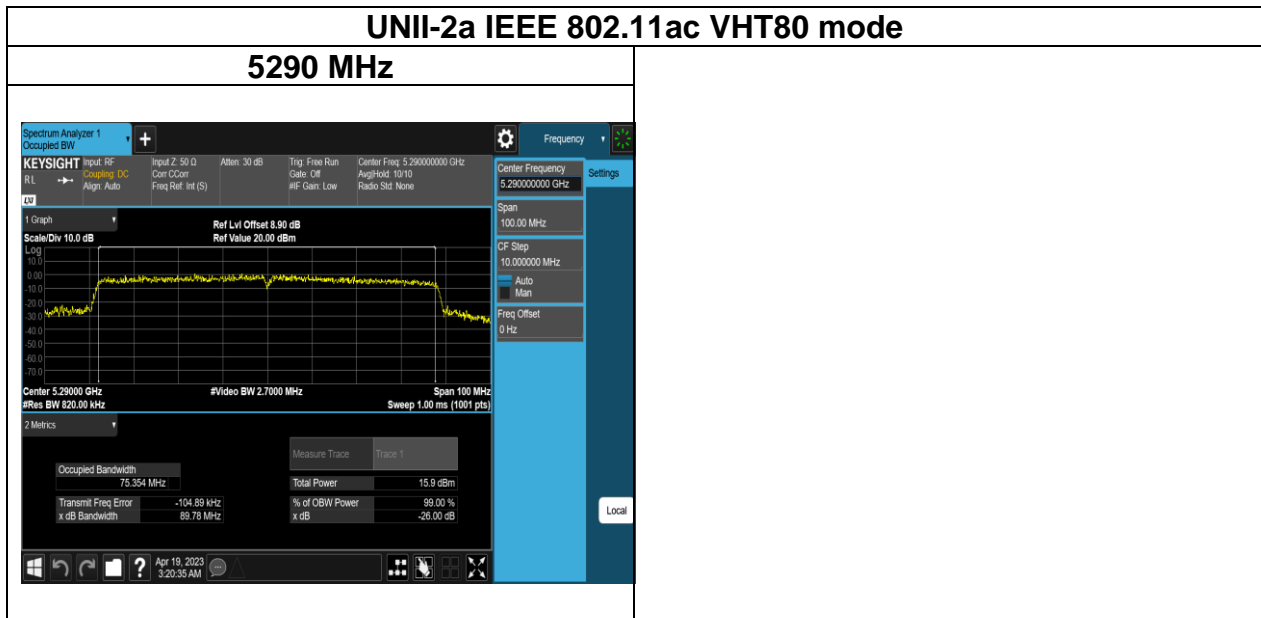 UNII-2a IEEE 802.11ac VHT80 mode
5290 MHz
Spectrum Analyzer 1
Occupied BW
+
Frequency
KEYSIGHT
Input: RF
Coupling: DC
Align: Auto
Input Z: 50 Ω
Corr CCorr
Freq Ref: Int (S)
Atten: 30 dB
Trig: Free Run
Gate: Off
#IF Gain: Low
Center Freq: 5.290000000 GHz
Avg|Hold: 10/10
Radio Std: None
RL
LXI
Center Frequency
5.290000000 GHz
Settings
Span
100.00 MHz
CF Step
10.000000 MHz
Auto
Man
Freq Offset
0 Hz
Local
1 Graph
Scale/Div 10.0 dB
Ref Lvl Offset 8.90 dB
Ref Value 20.00 dBm
Log
10.0
0.00
-10.0
-20.0
-30.0
-40.0
-50.0
-60.0
-70.0
Center 5.29000 GHz
#Video BW 2.7000 MHz
Span 100 MHz
#Res BW 820.00 kHz
Sweep 1.00 ms (1001 pts)
2 Metrics
Measure Trace
Trace 1
Occupied Bandwidth
75.354 MHz
Total Power
15.9 dBm
Transmit Freq Error
-104.89 kHz
% of OBW Power
99.00 %
x dB Bandwidth
89.78 MHz
x dB
-26.00 dB
?
Apr 19, 2023
3:20:35 AM